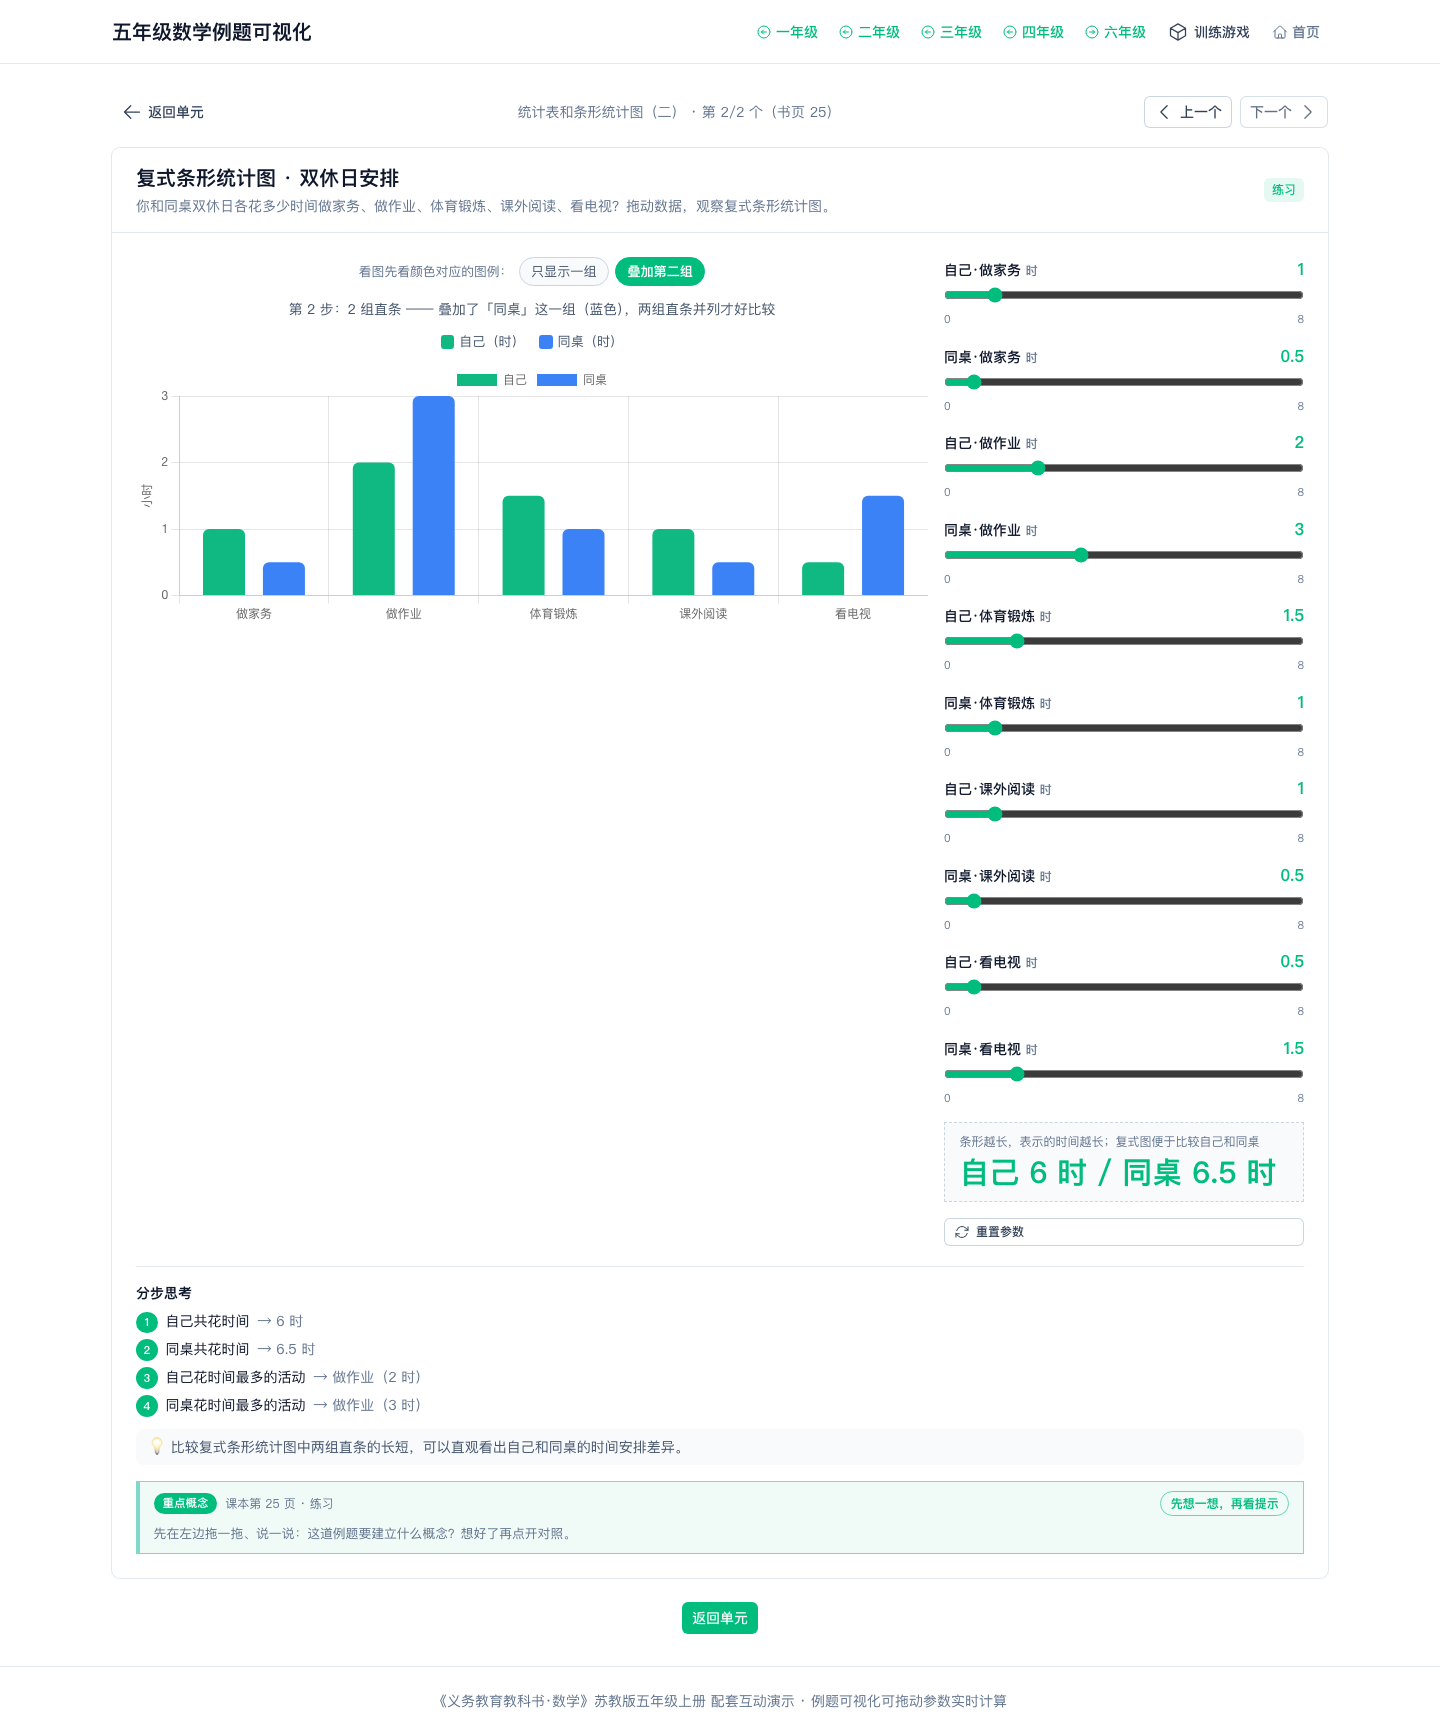 五年级数学例题可视化
一年级 二年级 三年级 四年级 六年级 训练游戏 首页
返回单元
统计表和条形统计图（二） · 第 2/2 个（书页 25）
上一个 下一个
复式条形统计图 · 双休日安排
你和同桌双休日各花多少时间做家务、做作业、体育锻炼、课外阅读、看电视？拖动数据，观察复式条形统计图。
练习
看图先看颜色对应的图例： 只显示一组 叠加第二组
第 2 步：2 组直条 —— 叠加了「同桌」这一组（蓝色），两组直条并列才好比较
自己（时） 同桌（时）
自己 同桌
3
2
1
0
小时
做家务 做作业 体育锻炼 课外阅读 看电视
自己·做家务 时 1
0 8
同桌·做家务 时 0.5
0 8
自己·做作业 时 2
0 8
同桌·做作业 时 3
0 8
自己·体育锻炼 时 1.5
0 8
同桌·体育锻炼 时 1
0 8
自己·课外阅读 时 1
0 8
同桌·课外阅读 时 0.5
0 8
自己·看电视 时 0.5
0 8
同桌·看电视 时 1.5
0 8
条形越长，表示的时间越长；复式图便于比较自己和同桌
自己 6 时 / 同桌 6.5 时
重置参数
分步思考
1 自己共花时间 → 6 时
2 同桌共花时间 → 6.5 时
3 自己花时间最多的活动 → 做作业（2 时）
4 同桌花时间最多的活动 → 做作业（3 时）
比较复式条形统计图中两组直条的长短，可以直观看出自己和同桌的时间安排差异。
重点概念 课本第 25 页 · 练习
先想一想，再看提示
先在左边拖一拖、说一说：这道例题要建立什么概念？想好了再点开对照。
返回单元
《义务教育教科书·数学》苏教版五年级上册 配套互动演示 · 例题可视化可拖动参数实时计算